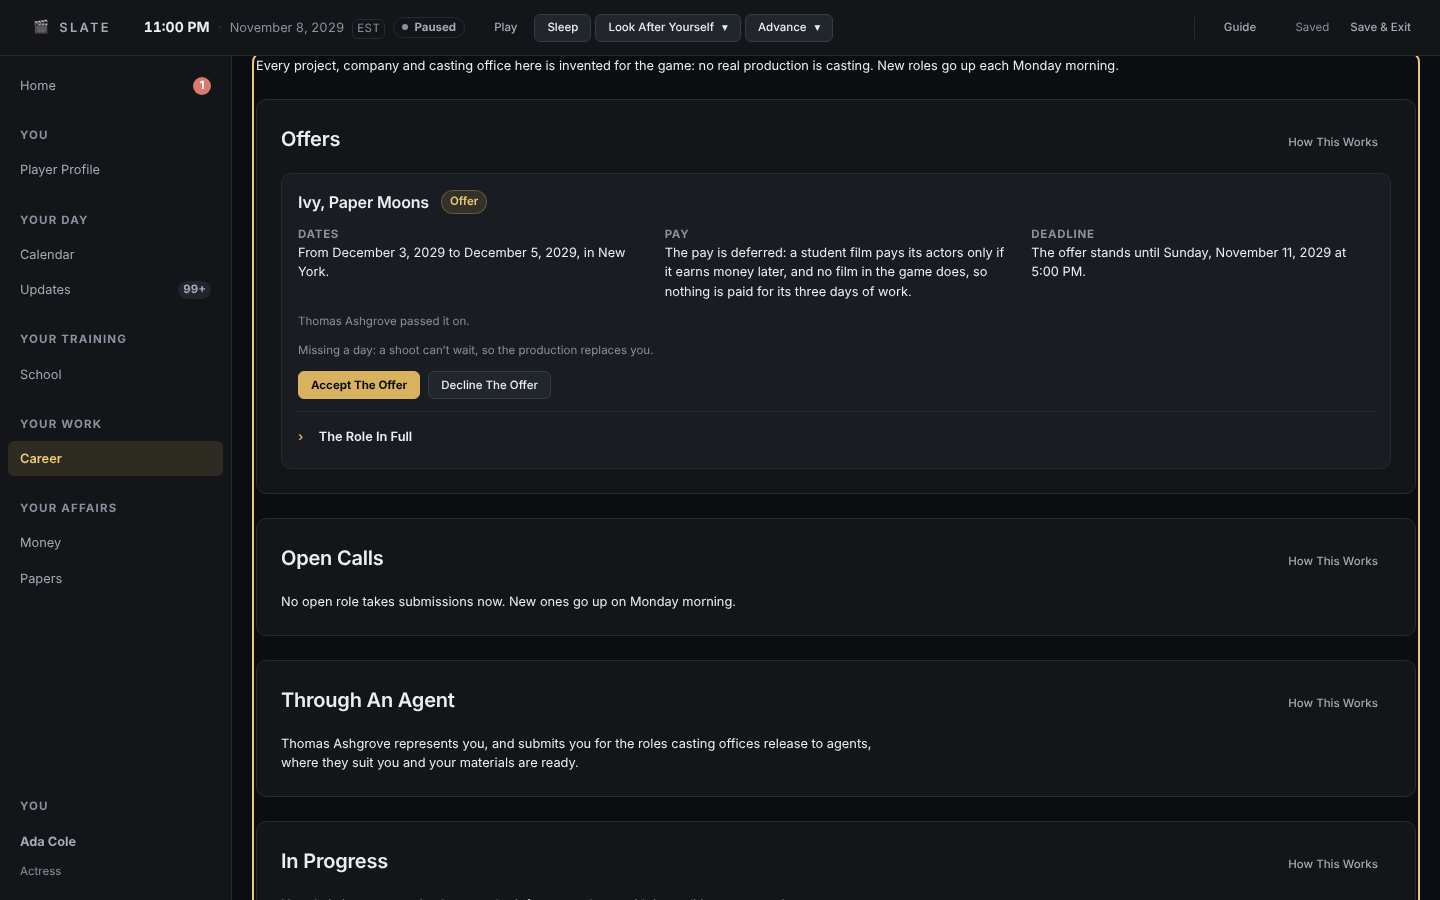 SLATE
11:00 PM · November 8, 2029 EST
Paused
Play
Sleep
Look After Yourself
Advance
Guide
Saved
Save & Exit
Home
1
YOU
Player Profile
YOUR DAY
Calendar
Updates
99+
YOUR TRAINING
School
YOUR WORK
Career
YOUR AFFAIRS
Money
Papers
YOU
Ada Cole
Actress
Every project, company and casting office here is invented for the game: no real production is casting. New roles go up each Monday morning.
Offers
How This Works
Ivy, Paper Moons
Offer
DATES
From December 3, 2029 to December 5, 2029, in New
York.
PAY
The pay is deferred: a student film pays its actors only if
it earns money later, and no film in the game does, so
nothing is paid for its three days of work.
DEADLINE
The offer stands until Sunday, November 11, 2029 at
5:00 PM.
Thomas Ashgrove passed it on.
Missing a day: a shoot can't wait, so the production replaces you.
Accept The Offer
Decline The Offer
The Role In Full
Open Calls
How This Works
No open role takes submissions now. New ones go up on Monday morning.
Through An Agent
How This Works
Thomas Ashgrove represents you, and submits you for the roles casting offices release to agents,
where they suit you and your materials are ready.
In Progress
How This Works